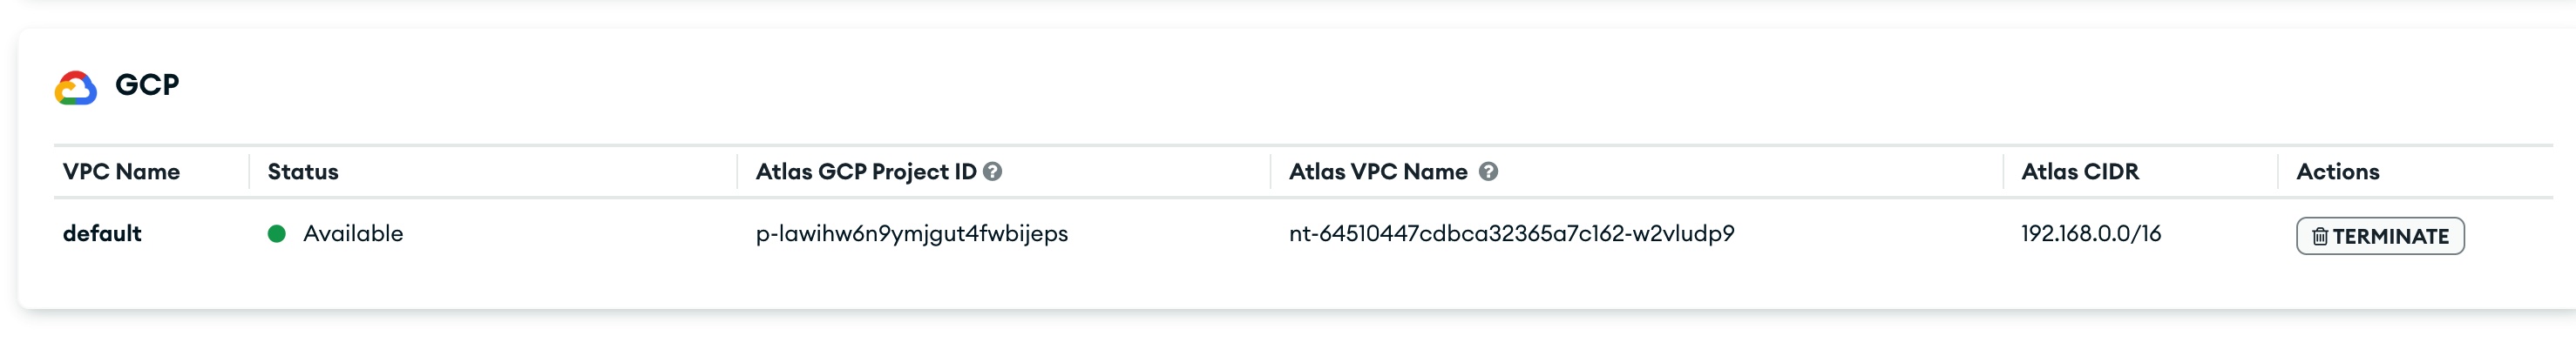 GCP
VPC Name Status Atlas GCP Project ID ? Atlas VPC Name ? Atlas CIDR Actions
default Available p-lawihw6n9ymjgut4fwbijeps nt-64510447cdbca32365a7c162-w2vludp9 192.168.0.0/16 TERMINATE